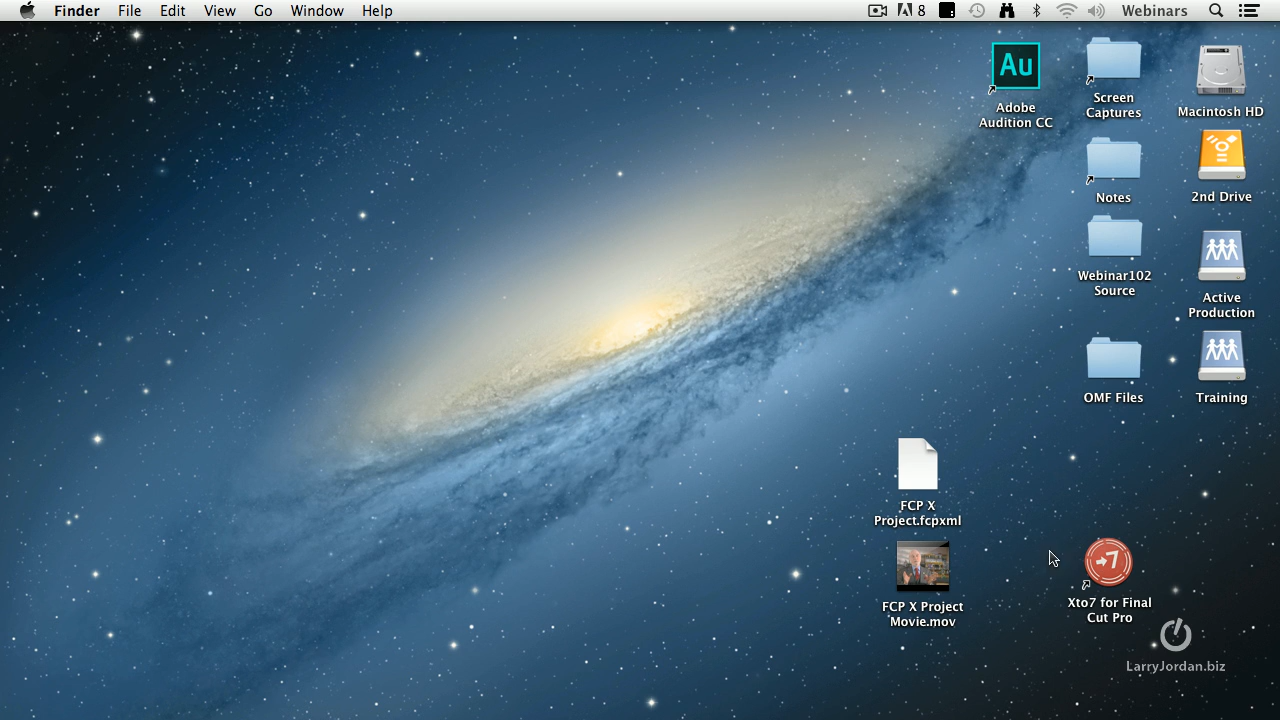 Finder File Edit View Go Window Help
8 Webinars
Au
Adobe
Audition CC
Screen
Captures
Macintosh HD
Notes
2nd Drive
Webinar102
Source
Active
Production
OMF Files
Training
FCP X
Project.fcpxml
7
Xto7 for Final
Cut Pro
FCP X Project
Movie.mov
LarryJordan.biz